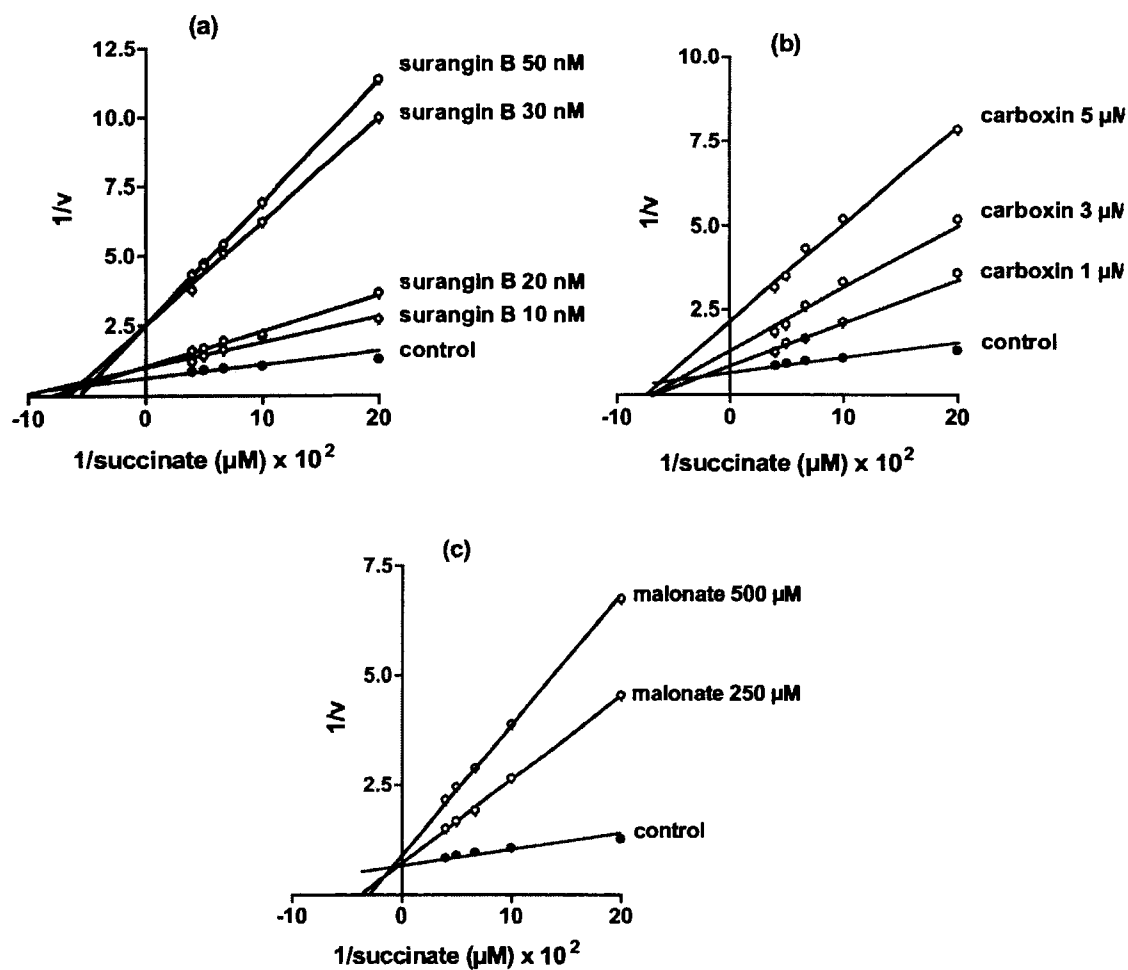 (a)
12.5
10.0
7.5
5.0
2.5
1/v
surangin B 50 nM
surangin B 30 nM
surangin B 20 nM
surangin B 10 nM
control
-10 0 10 20
1/succinate (µM) x 10²
(b)
10.0
7.5
5.0
2.5
1/v
carboxin 5 µM
carboxin 3 µM
carboxin 1 µM
control
-10 0 10 20
1/succinate (µM) x 10²
(c)
7.5
5.0
2.5
1/v
malonate 500 µM
malonate 250 µM
control
-10 0 10 20
1/succinate (µM) x 10²